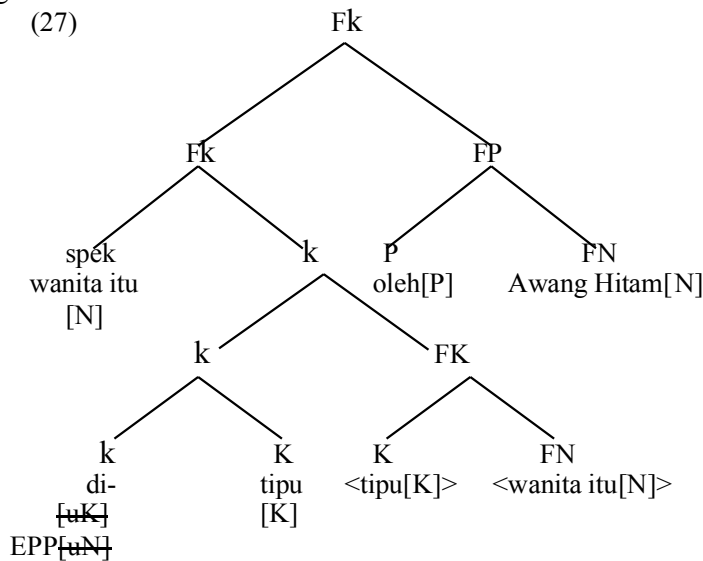 (27) Fk
Fk FP
spek k P FN
wanita itu oleh[P] Awang Hitam[N]
[N]
k FK
k K K FN
di- tipu <tipu[K]> <wanita itu[N]>
[uK] [K]
EPP[uN]